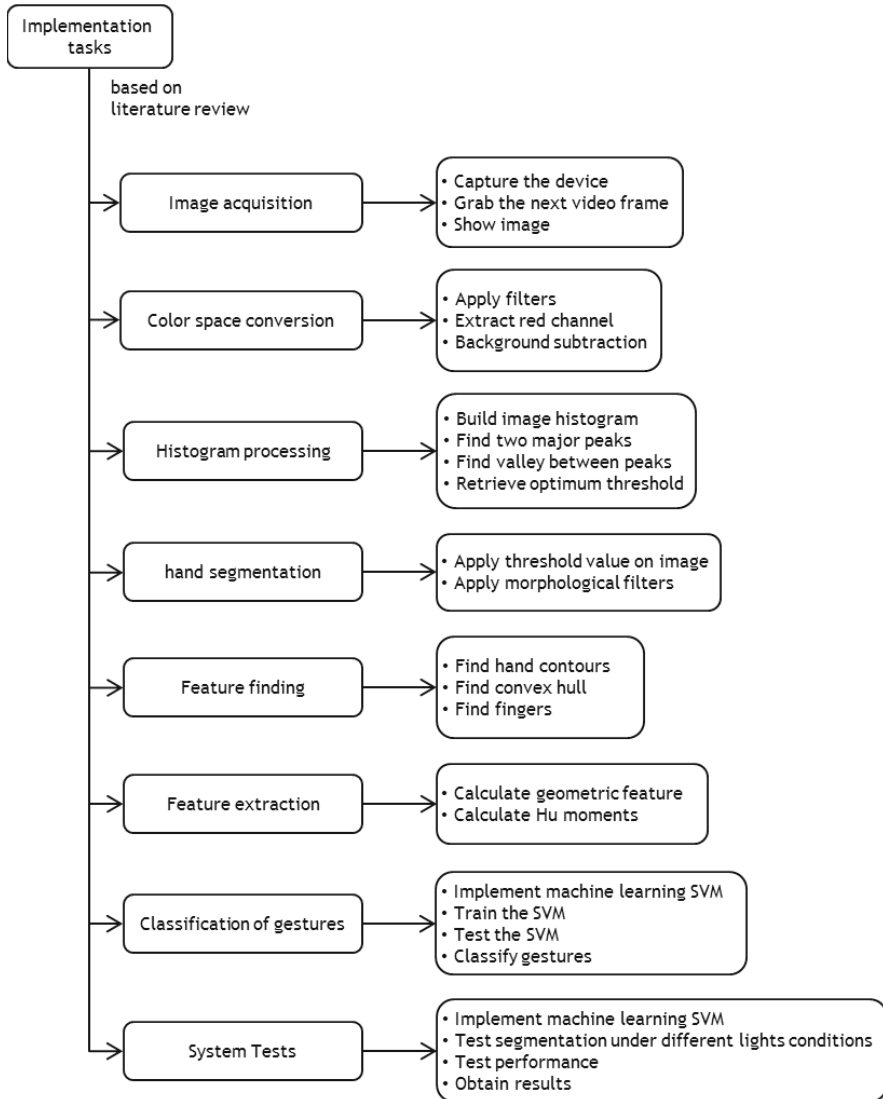 Implementation
tasks
based on
literature review
Image acquisition
• Capture the device
• Grab the next video frame
• Show image
Color space conversion
• Apply filters
• Extract red channel
• Background subtraction
Histogram processing
• Build image histogram
• Find two major peaks
• Find valley between peaks
• Retrieve optimum threshold
hand segmentation
• Apply threshold value on image
• Apply morphological filters
Feature finding
• Find hand contours
• Find convex hull
• Find fingers
Feature extraction
• Calculate geometric feature
• Calculate Hu moments
Classification of gestures
• Implement machine learning SVM
• Train the SVM
• Test the SVM
• Classify gestures
System Tests
• Implement machine learning SVM
• Test segmentation under different lights conditions
• Test performance
• Obtain results